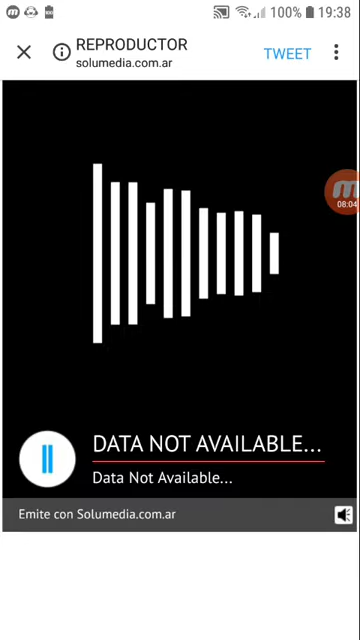 100% 19:38
REPRODUCTOR
solumedia.com.ar
TWEET
08:04
DATA NOT AVAILABLE...
Data Not Available...
Emite con Solumedia.com.ar